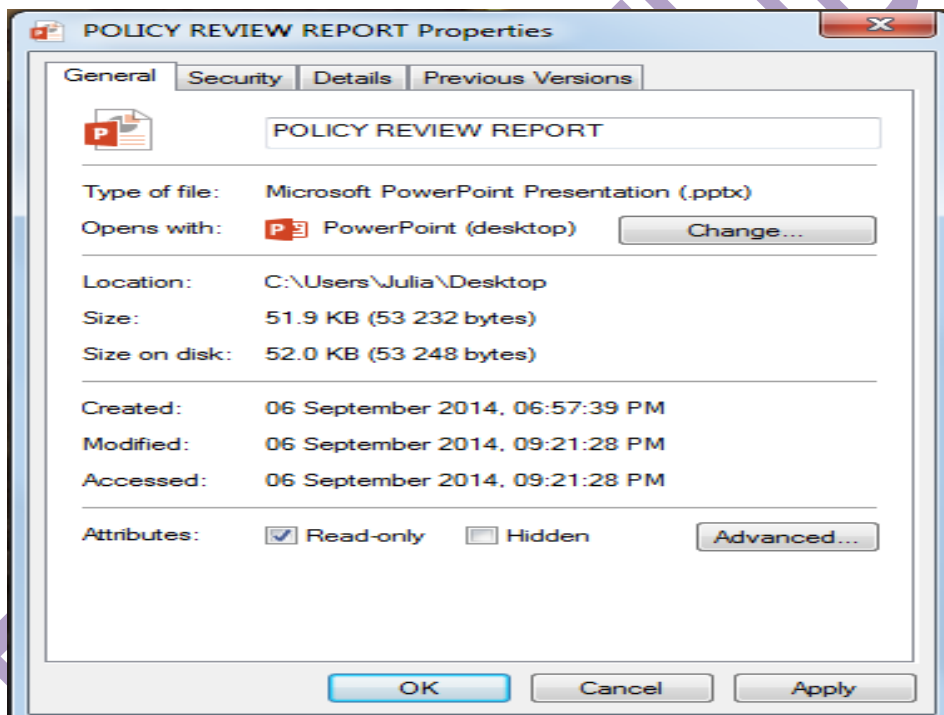 POLICY REVIEW REPORT Properties
General Security Details Previous Versions
POLICY REVIEW REPORT
Type of file: Microsoft PowerPoint Presentation (.pptx)
Opens with: PowerPoint (desktop) Change...
Location: C:\Users\Julia\Desktop
Size: 51.9 KB (53 232 bytes)
Size on disk: 52.0 KB (53 248 bytes)
Created: 06 September 2014, 06:57:39 PM
Modified: 06 September 2014, 09:21:28 PM
Accessed: 06 September 2014, 09:21:28 PM
Attributes: Read-only Hidden Advanced...
OK Cancel Apply